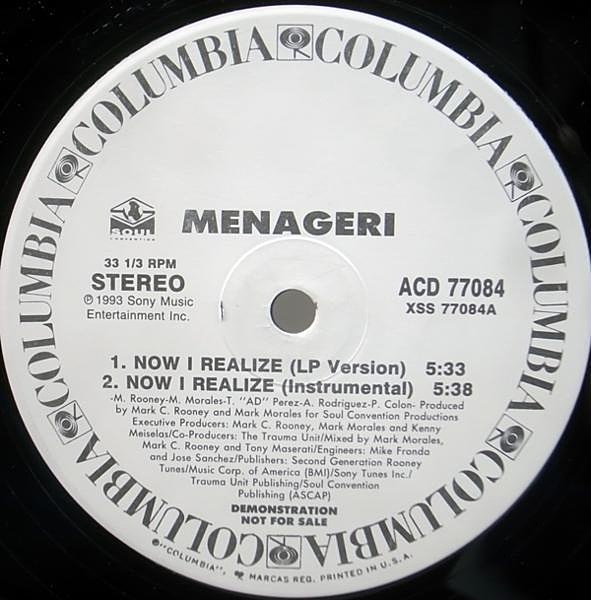 COLUMBIA COLUMBIA COLUMBIA COLUMBIA COLUMBIA COLUMBIA COLUMBIA
SOUL
CONVENTION
MENAGERI
33 1/3 RPM
STEREO
℗ 1993 Sony Music
Entertainment Inc.
ACD 77084
XSS 77084A
1. NOW I REALIZE (LP Version) 5:33
2. NOW I REALIZE (Instrumental) 5:38
-M. Rooney-M. Morales-T. "AD" Perez-A. Rodriguez-P. Colon- Produced
by Mark C. Rooney and Mark Morales for Soul Convention Productions
Executive Producers: Mark C. Rooney, Mark Morales and Kenny
Meiselas/Co-Producers: The Trauma Unit/Mixed by Mark Morales,
Mark C. Rooney and Tony Maserati/Engineers: Mike Fronda
and Jose Sanchez/Publishers: Second Generation Rooney
Tunes/Music Corp. of America (BMI)/Sony Tunes Inc./
Trauma Unit Publishing/Soul Convention
Publishing (ASCAP)
DEMONSTRATION
NOT FOR SALE
"COLUMBIA", MARCAS REG. PRINTED IN U.S.A.